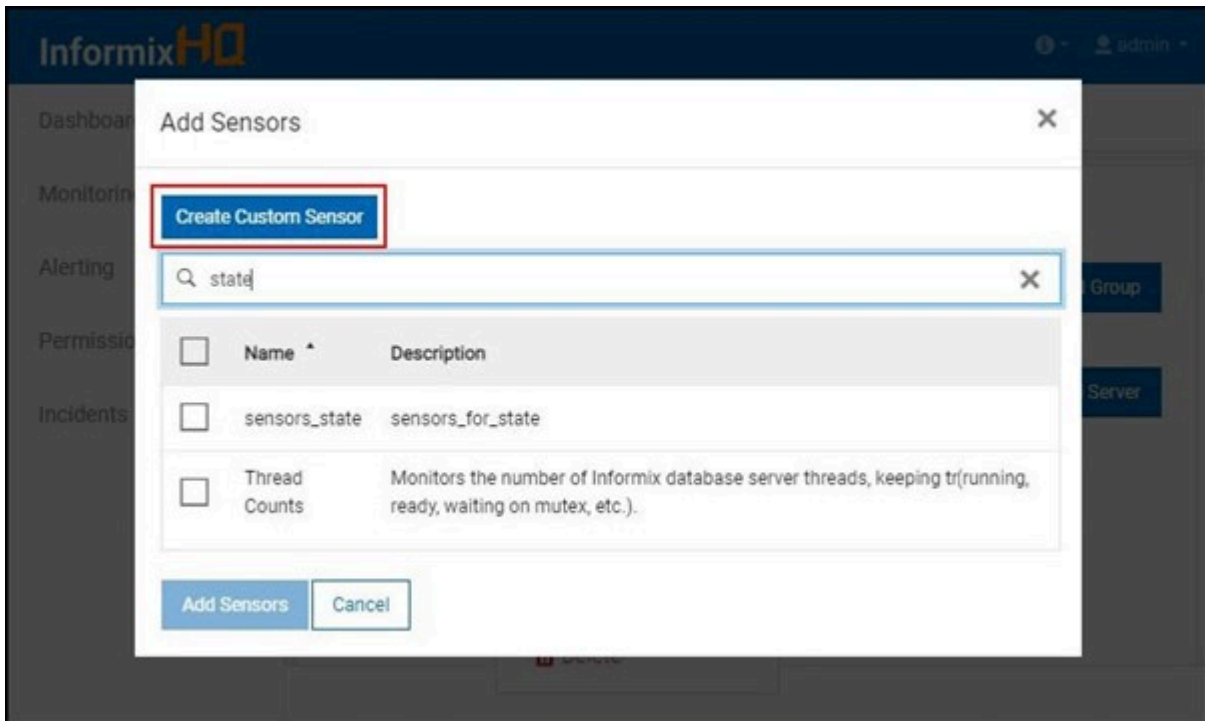 InformixHQ
admin
Dashboar
Add Sensors
Monitorin
Create Custom Sensor
Alerting
state
Group
Permissio
Name Description
Server
Incidents
sensors_state sensors_for_state
Thread Counts
Monitors the number of Informix database server threads, keeping tr(running,
ready, waiting on mutex, etc.).
Add Sensors Cancel
Delete